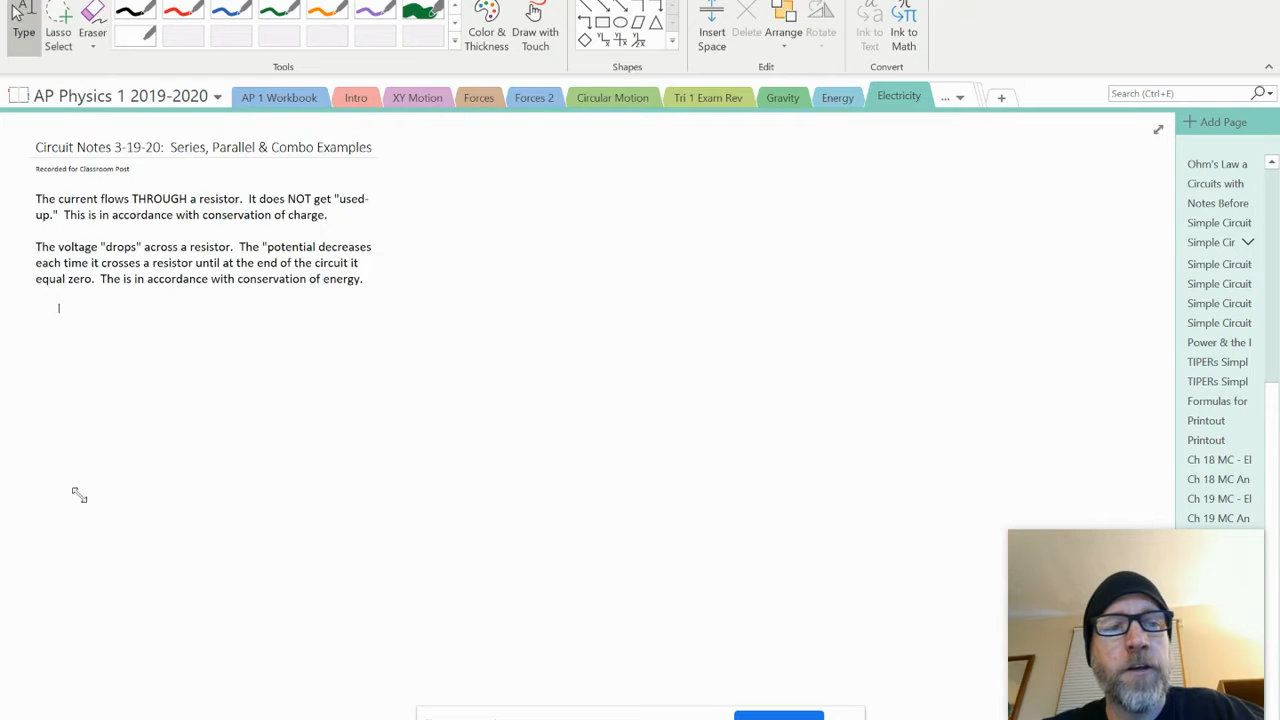 Type
Lasso
Select
Eraser
Color &
Thickness
Draw with
Touch
Insert
Space
Delete
Arrange
Rotate
Ink to
Text
Ink to
Math
Tools
Shapes
Edit
Convert
AP Physics 1 2019-2020
AP 1 Workbook
Intro
XY Motion
Forces
Forces 2
Circular Motion
Tri 1 Exam Rev
Gravity
Energy
Electricity
...
Search (Ctrl+E)
Add Page
Circuit Notes 3-19-20: Series, Parallel & Combo Examples
Recorded for Classroom Post
The current flows THROUGH a resistor. It does NOT get "used-
up." This is in accordance with conservation of charge.
The voltage "drops" across a resistor. The "potential decreases
each time it crosses a resistor until at the end of the circuit it
equal zero. The is in accordance with conservation of energy.
Ohm's Law a
Circuits with
Notes Before
Simple Circuit
Simple Cir
Simple Circuit
Simple Circuit
Simple Circuit
Simple Circuit
Power & the I
TIPERs Simpl
TIPERs Simpl
Formulas for
Printout
Printout
Ch 18 MC - El
Ch 18 MC An
Ch 19 MC - El
Ch 19 MC An